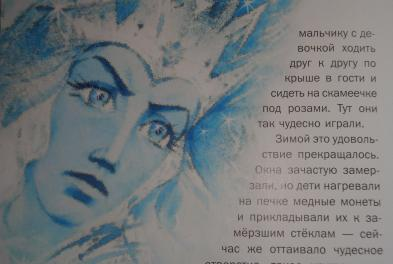 мальчику с де-
вочкой ходить
друг к другу по
крыше в гости и
сидеть на скамеечке
под розами. Тут они
так чудесно играли.
Зимой это удоволь-
ствие прекращалось.
Окна зачастую замер-
зали, но дети нагревали
на печке медные монеты
и прикладывали их к за-
мёрзшим стёклам — сей-
час же оттаивало чудесное